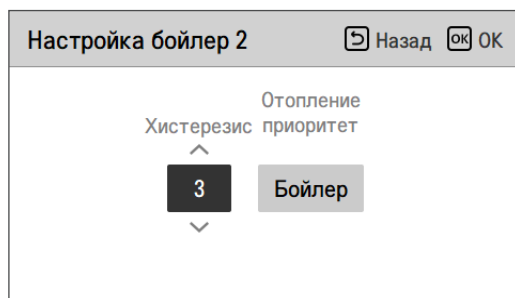 Настройка бойлер 2 Назад OK OK
Отопление
Хистерезис приоритет
3 Бойлер